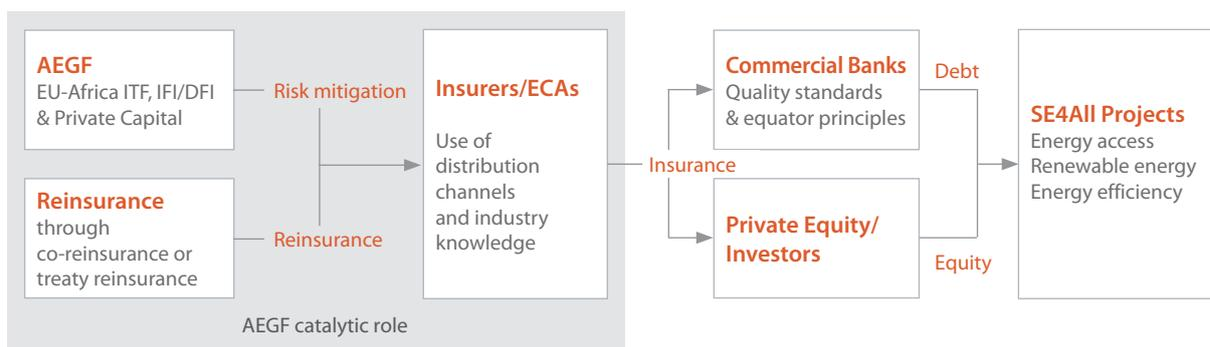 AEGF
EU-Africa ITF, IFI/DFI
& Private Capital
Risk mitigation
Reinsurance
through
co-reinsurance or
treaty reinsurance
Reinsurance
Insurers/ECAs
Use of
distribution
channels
and industry
knowledge
AEGF catalytic role
Insurance
Commercial Banks
Quality standards
& equator principles
Debt
Private Equity/
Investors
Equity
SE4All Projects
Energy access
Renewable energy
Energy efficiency